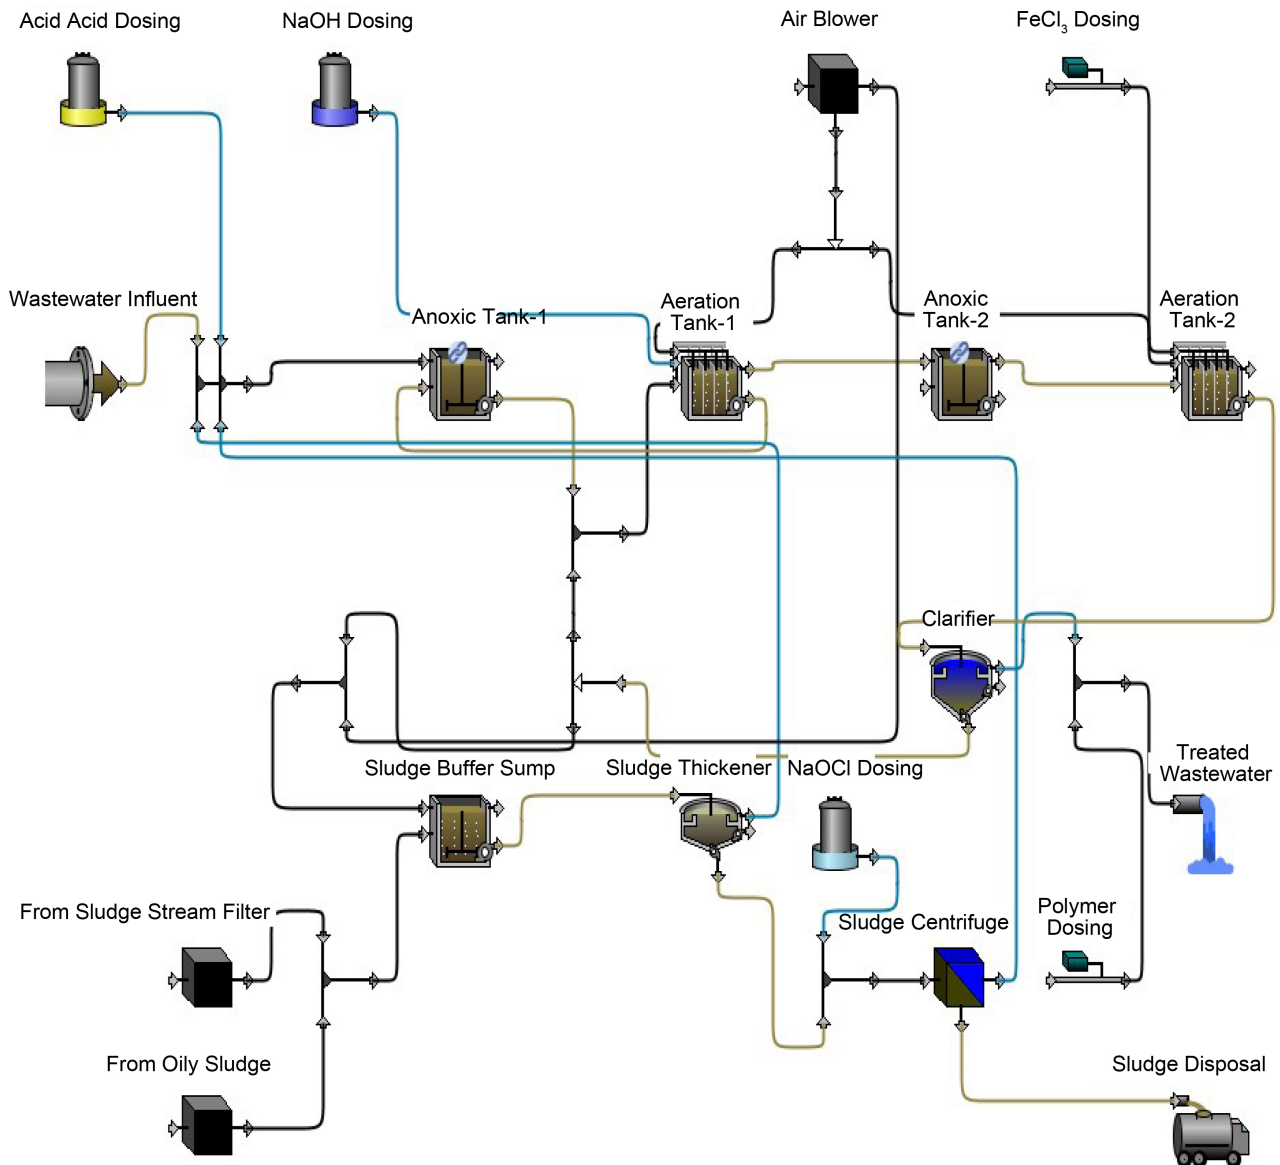 Acid Acid Dosing
NaOH Dosing
Air Blower
FeCl₃ Dosing
Wastewater Influent
Anoxic Tank-1
Aeration
Tank-1
Anoxic
Tank-2
Aeration
Tank-2
Clarifier
Sludge Buffer Sump
Sludge Thickener
NaOCl Dosing
Treated
Wastewater
From Sludge Stream Filter
Sludge Centrifuge
Polymer
Dosing
From Oily Sludge
Sludge Disposal